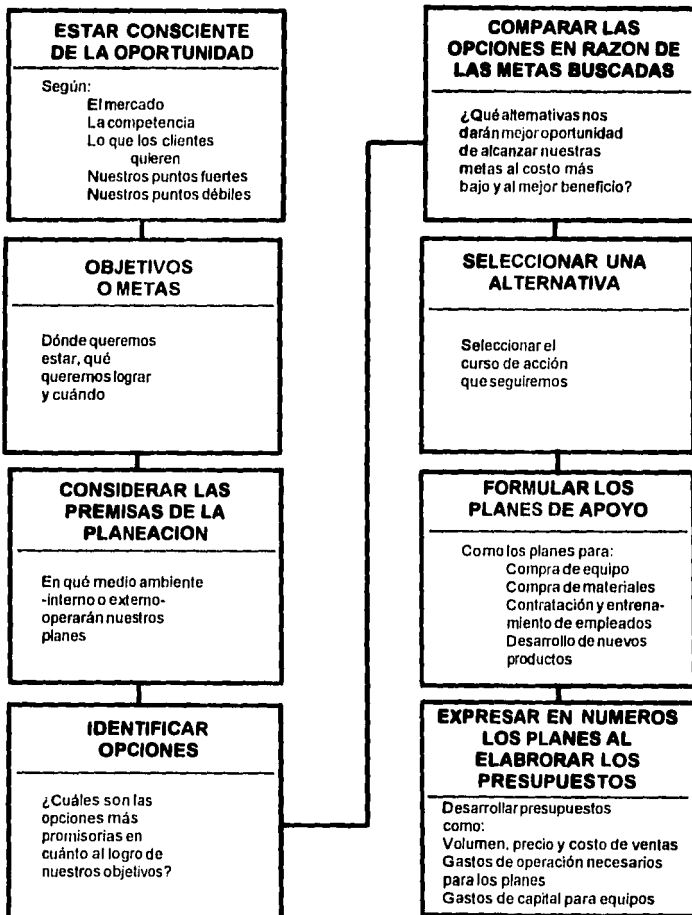 ESTAR CONSCIENTE
DE LA OPORTUNIDAD
Según:
El mercado
La competencia
Lo que los clientes
quieren
Nuestros puntos fuertes
Nuestros puntos débiles
OBJETIVOS
O METAS
Dónde queremos
estar, qué
queremos lograr
y cuándo
CONSIDERAR LAS
PREMISAS DE LA
PLANEACION
En qué medio ambiente
-interno o externo-
operarán nuestros
planes
IDENTIFICAR
OPCIONES
¿Cuáles son las
opciones más
promisorias en
cuánto al logro de
nuestros objetivos?
COMPARAR LAS
OPCIONES EN RAZON DE
LAS METAS BUSCADAS
¿Qué alternativas nos
darán mejor oportunidad
de alcanzar nuestras
metas al costo más
bajo y al mejor beneficio?
SELECCIONAR UNA
ALTERNATIVA
Seleccionar el
curso de acción
que seguiremos
FORMULAR LOS
PLANES DE APOYO
Como los planes para:
Compra de equipo
Compra de materiales
Contratación y entrena-
miento de empleados
Desarrollo de nuevos
productos
EXPRESAR EN NUMEROS
LOS PLANES AL
ELABRORAR LOS
PRESUPUESTOS
Desarrollar presupuestos
como:
Volumen, precio y costo de ventas
Gastos de operación necesarios
para los planes
Gastos de capital para equipos